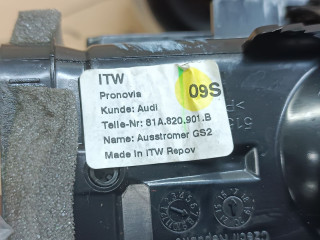 ITW
Pronovia
09S
Kunde: Audi
Teile-Nr: 81A.820.901.B
Name: Ausstromer GS2
Made in ITW Repov